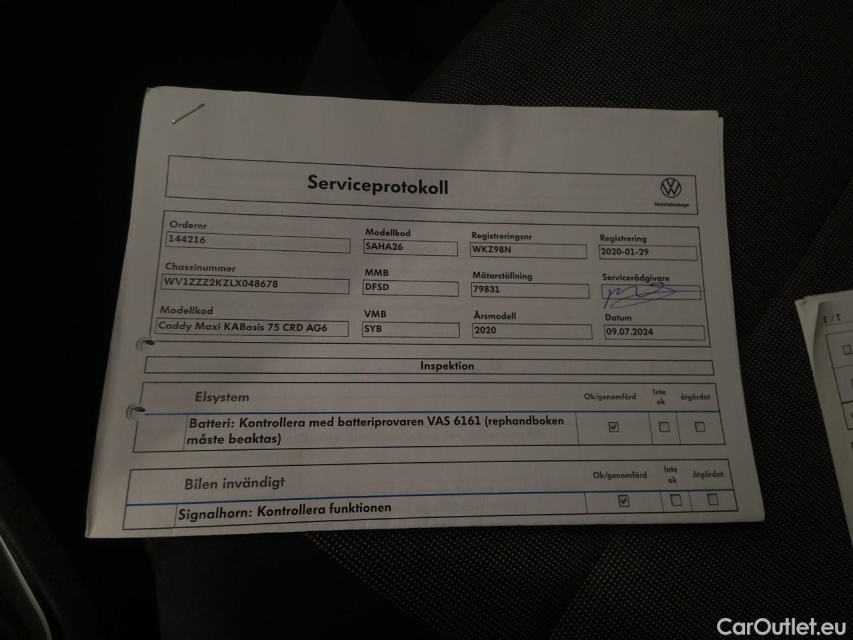 Serviceprotokoll
Nutzfahrzeuge
Ordernr
144216
Modellkod
SAHA26
Registreringsnr
WKZ98N
Registrering
2020-01-29
Chassinummer
WV1ZZZ2KZLX048678
MMB
DFSD
Mätarställning
79831
Servicerådgivare
Modellkod
Caddy Maxi KABasis 75 CRD AG6
VMB
SYB
Årsmodell
2020
Datum
09.07.2024
Inspektion
Elsystem
Ok/genomförd
Inte ok
åtgärdat
Batteri: Kontrollera med batteriprovaren VAS 6161 (rephandboken
måste beaktas)
Bilen invändigt
Ok/genomförd
Inte ok
åtgärdat
Signalhorn: Kontrollera funktionen
CarOutlet.eu